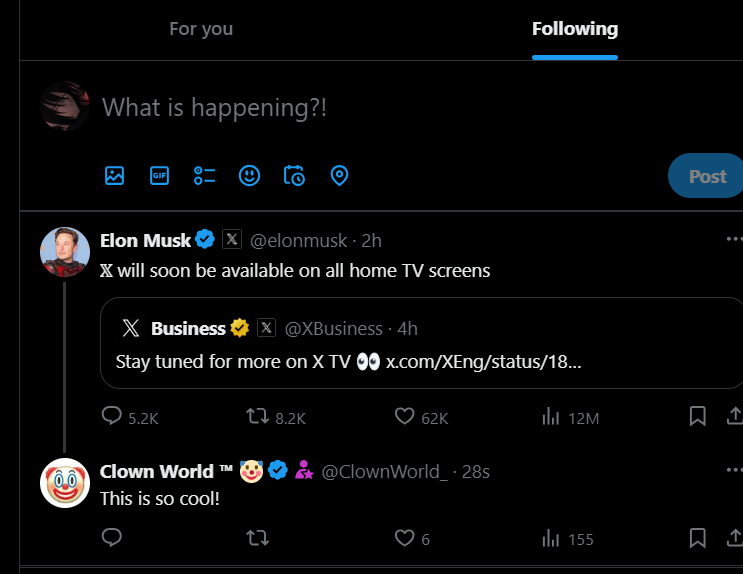 For you
Following
What is happening?!
GIF
Post
Elon Musk @elonmusk · 2h
𝕏 will soon be available on all home TV screens
Business @XBusiness · 4h
Stay tuned for more on X TV 👀 x.com/XEng/status/18...
5.2K 8.2K 62K 12M
Clown World ™ 🤡 @ClownWorld_ · 28s
This is so cool!
6 155